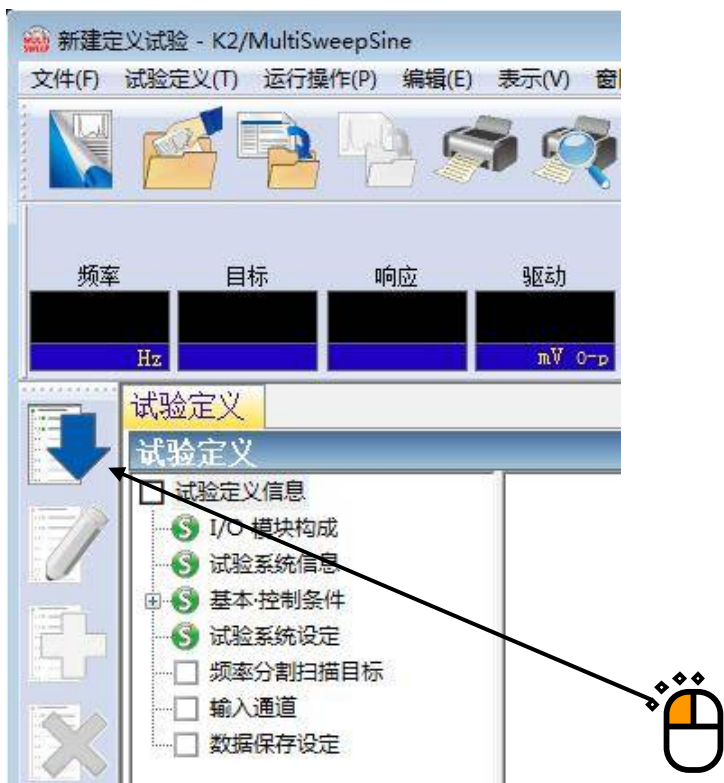 新建定义试验 - K2/MultiSweepSine
文件(F) 试验定义(T) 运行操作(P) 编辑(E) 表示(V)
频率 目标 响应 驱动
Hz mV 0-p
试验定义
试验定义
试验定义信息
I/O 模块构成
试验系统信息
基本·控制条件
试验系统设定
频率分割扫描目标
输入通道
数据保存设定